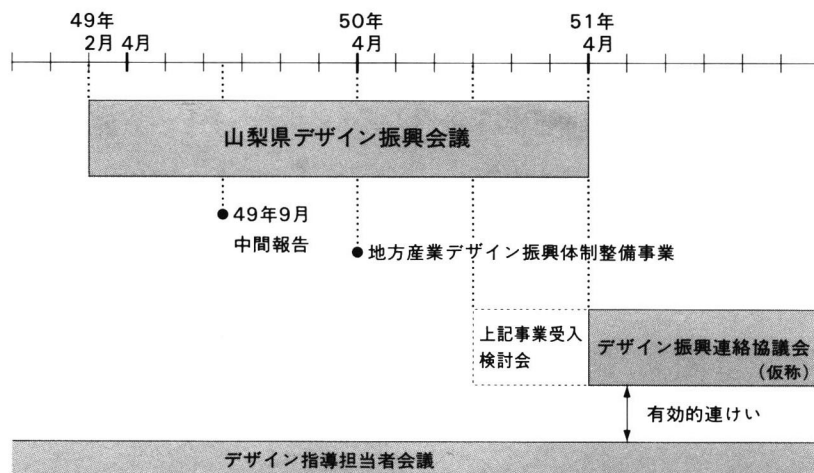 49年
2月 4月
50年
4月
51年
4月
山梨県デザイン振興会議
49年9月
中間報告
地方産業デザイン振興体制整備事業
上記事業受入
検討会
デザイン振興連絡協議会
(仮称)
有効的連けい
デザイン指導担当者会議